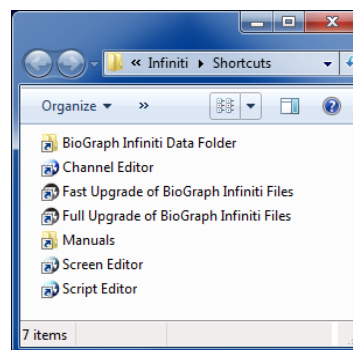 « Infiniti ▸ Shortcuts
Organize ▾ »
BioGraph Infiniti Data Folder
Channel Editor
Fast Upgrade of BioGraph Infiniti Files
Full Upgrade of BioGraph Infiniti Files
Manuals
Screen Editor
Script Editor
7 items